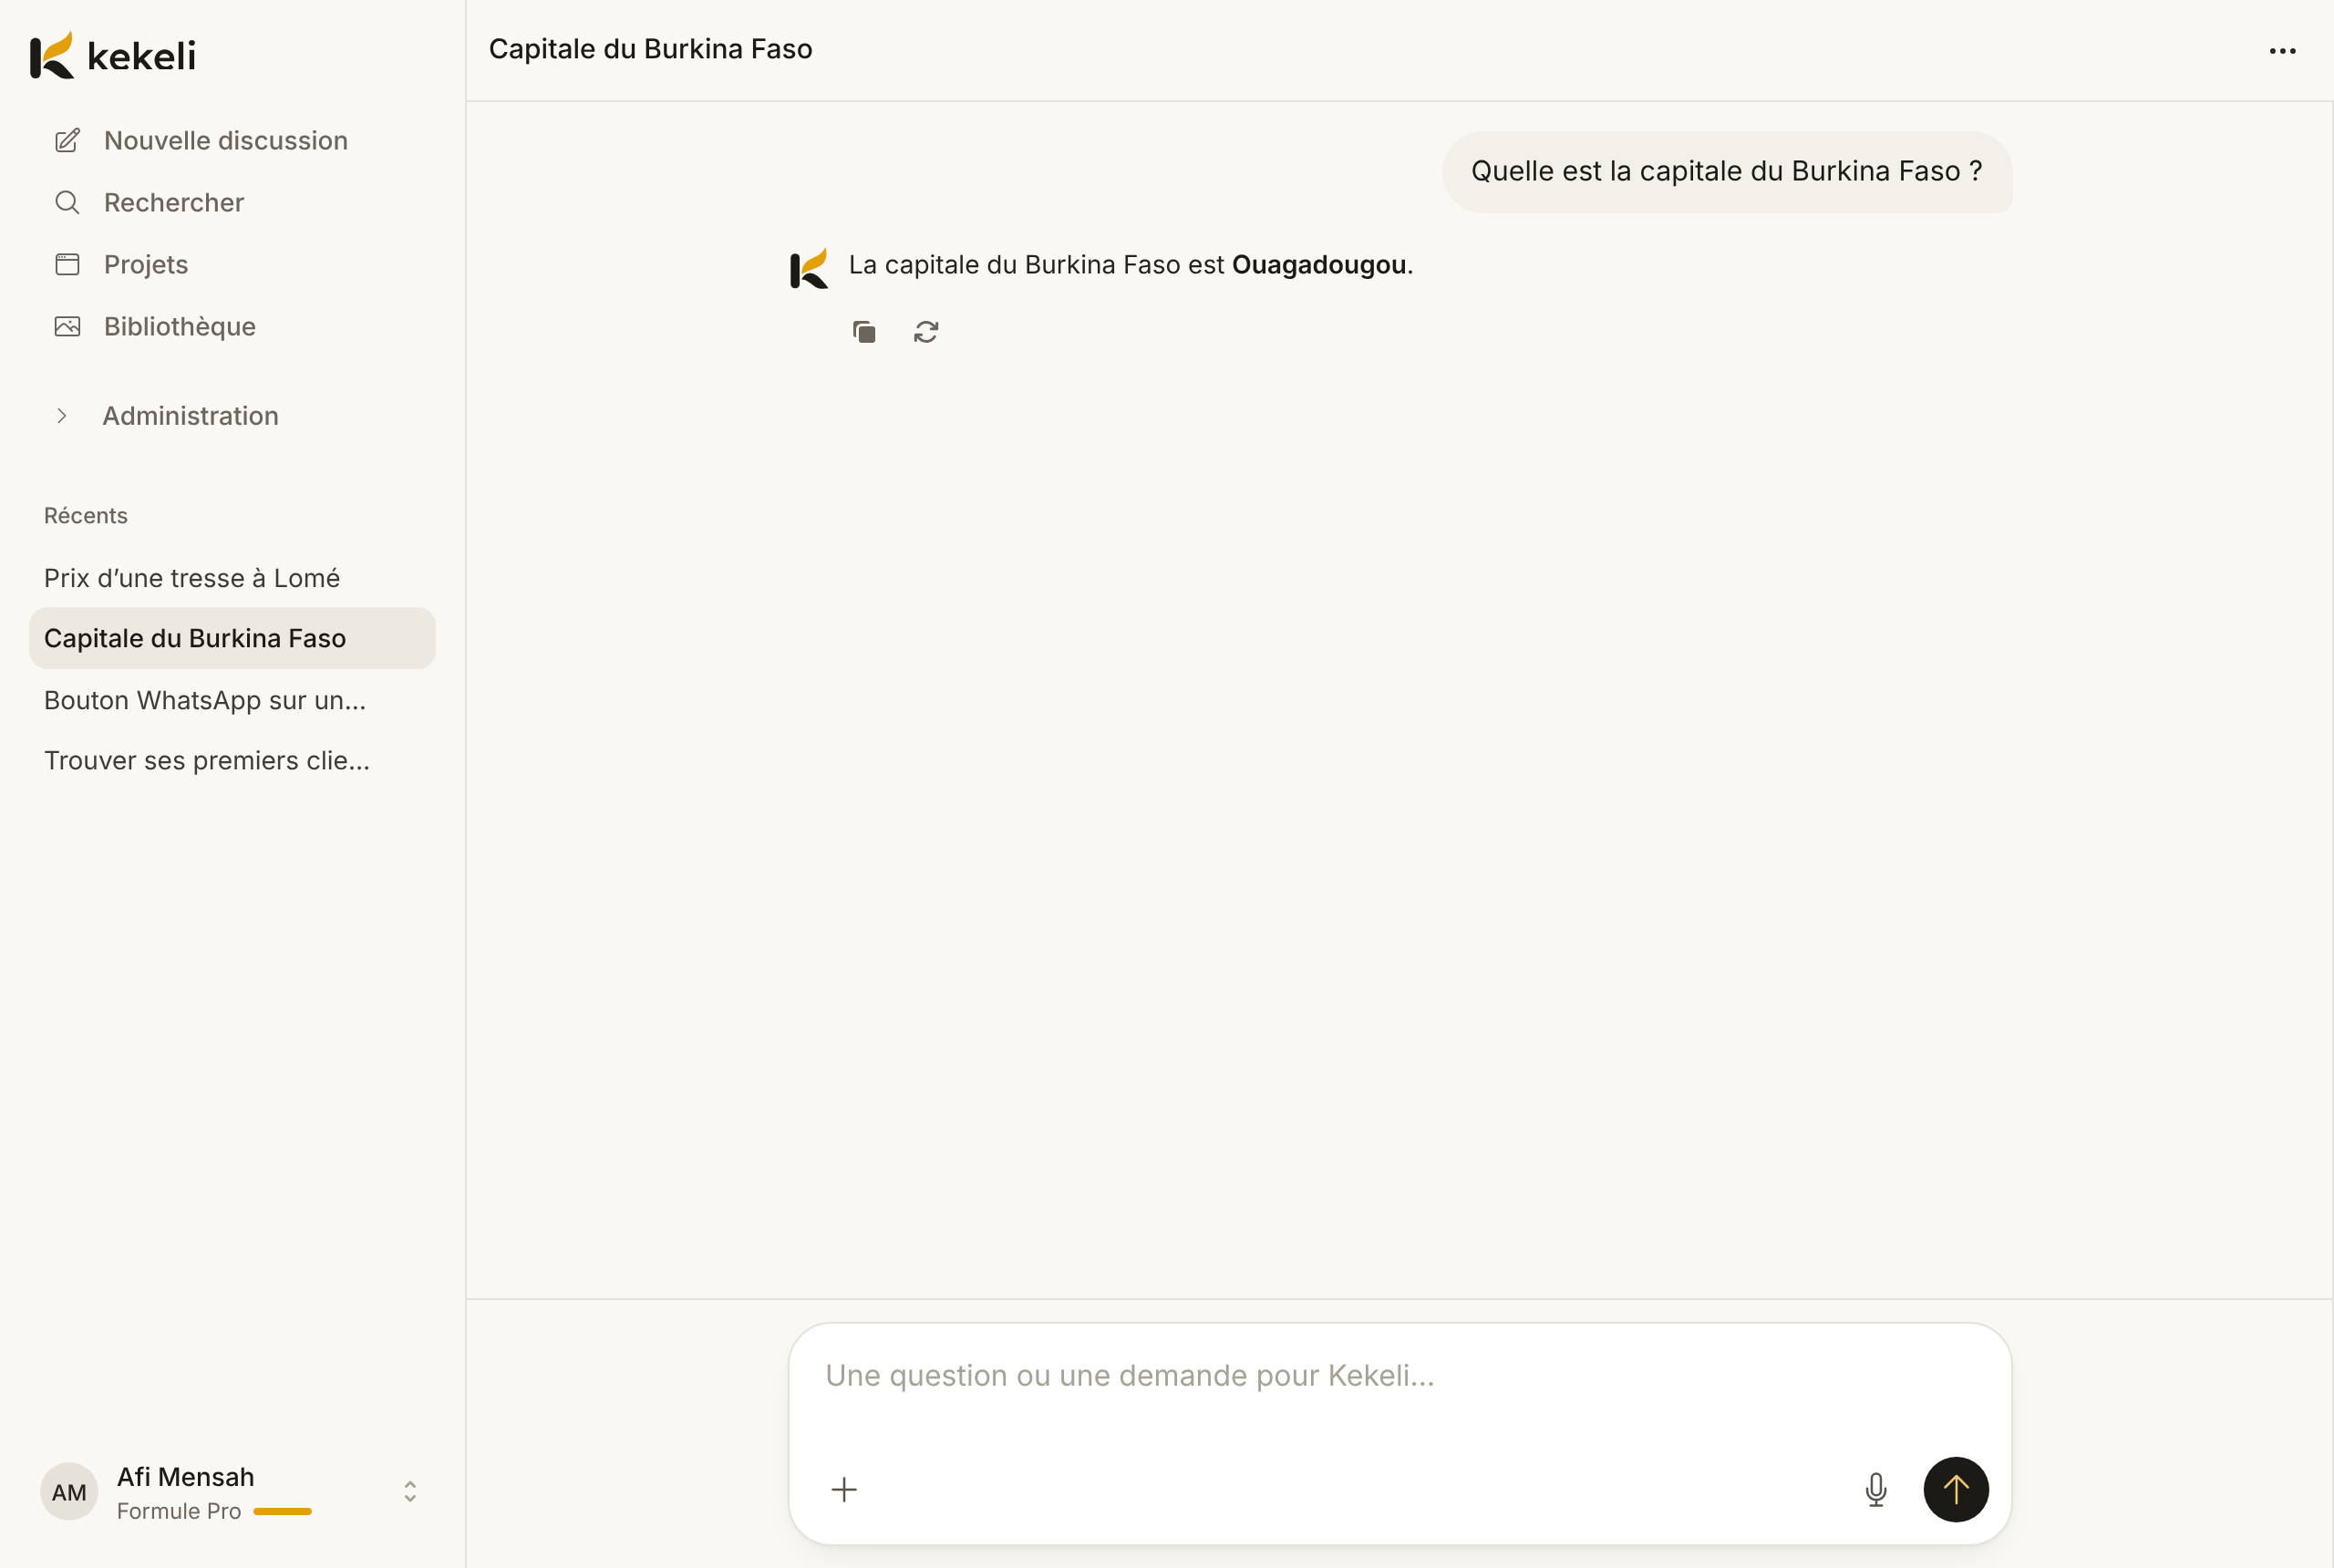 kekeli
Nouvelle discussion
Rechercher
Projets
Bibliothèque
Administration
Récents
Prix d’une tresse à Lomé
Capitale du Burkina Faso
Bouton WhatsApp sur un...
Trouver ses premiers clie...
AM
Afi Mensah
Formule Pro
Capitale du Burkina Faso
Quelle est la capitale du Burkina Faso ?
La capitale du Burkina Faso est Ouagadougou.
Une question ou une demande pour Kekeli...